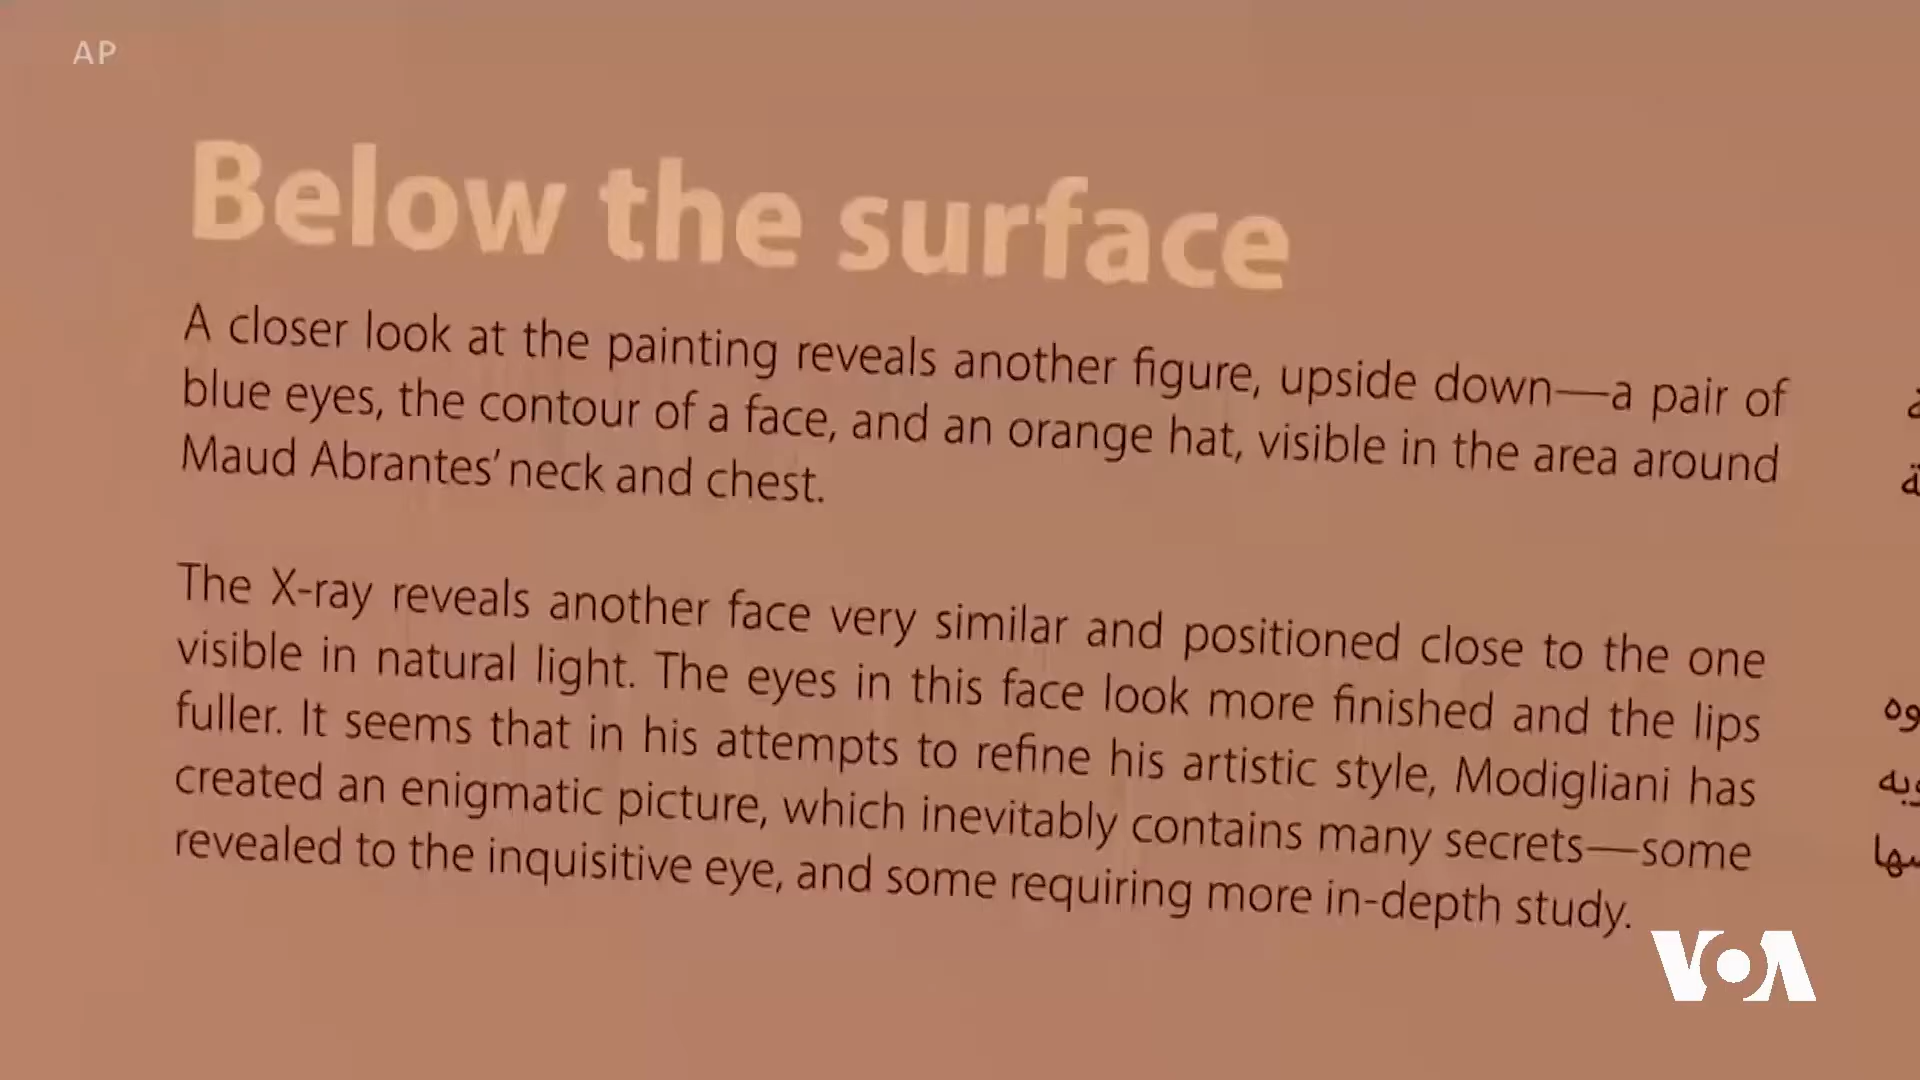 AP
Below the surface
A closer look at the painting reveals another figure, upside down—a pair of
blue eyes, the contour of a face, and an orange hat, visible in the area around
Maud Abrantes’ neck and chest.
The X-ray reveals another face very similar and positioned close to the one
visible in natural light. The eyes in this face look more finished and the lips
fuller. It seems that in his attempts to refine his artistic style, Modigliani has
created an enigmatic picture, which inevitably contains many secrets—some
revealed to the inquisitive eye, and some requiring more in-depth study.
VOA